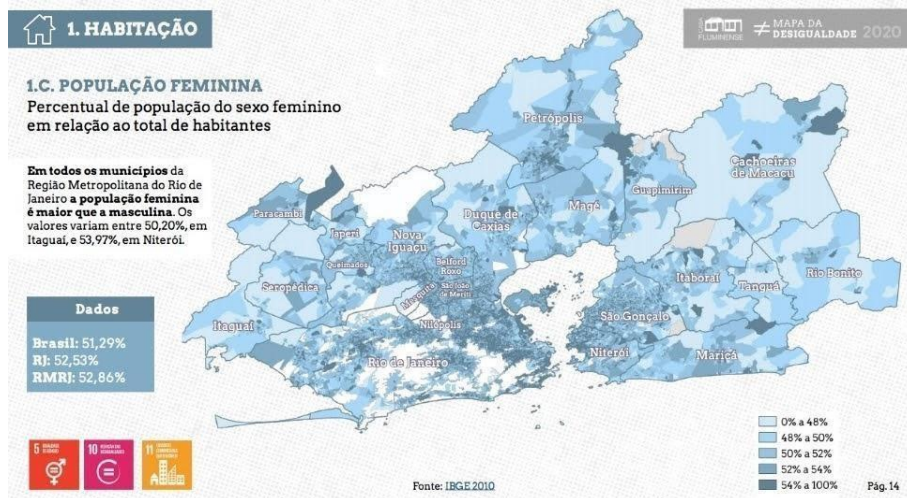 1. HABITAÇÃO
FLUMINENSE
≠ MAPA DA
DESIGUALDADE 2020
1.C. POPULAÇÃO FEMININA
Percentual de população do sexo feminino
em relação ao total de habitantes
Em todos os municípios da
Região Metropolitana do Rio de
Janeiro a população feminina
é maior que a masculina. Os
valores variam entre 50,20%, em
Itaguaí, e 53,97%, em Niterói.
Petrópolis
Cachoeiras
de Macacu
Guapimirim
Magé
Duque de
Caxias
Paracambi
Japeri
Nova
Iguaçu
Queimados
Belford
Roxo
São João
de Meriti
Mesquita
Nilópolis
Seropédica
Itaguaí
Rio de Janeiro
Itaboraí
Tanguá
Rio Bonito
São Gonçalo
Niterói
Maricá
Dados
Brasil: 51,29%
RJ: 52,53%
RMRJ: 52,86%
5
10
11
0% a 48%
48% a 50%
50% a 52%
52% a 54%
54% a 100%
Fonte: IBGE 2010
Pág. 14